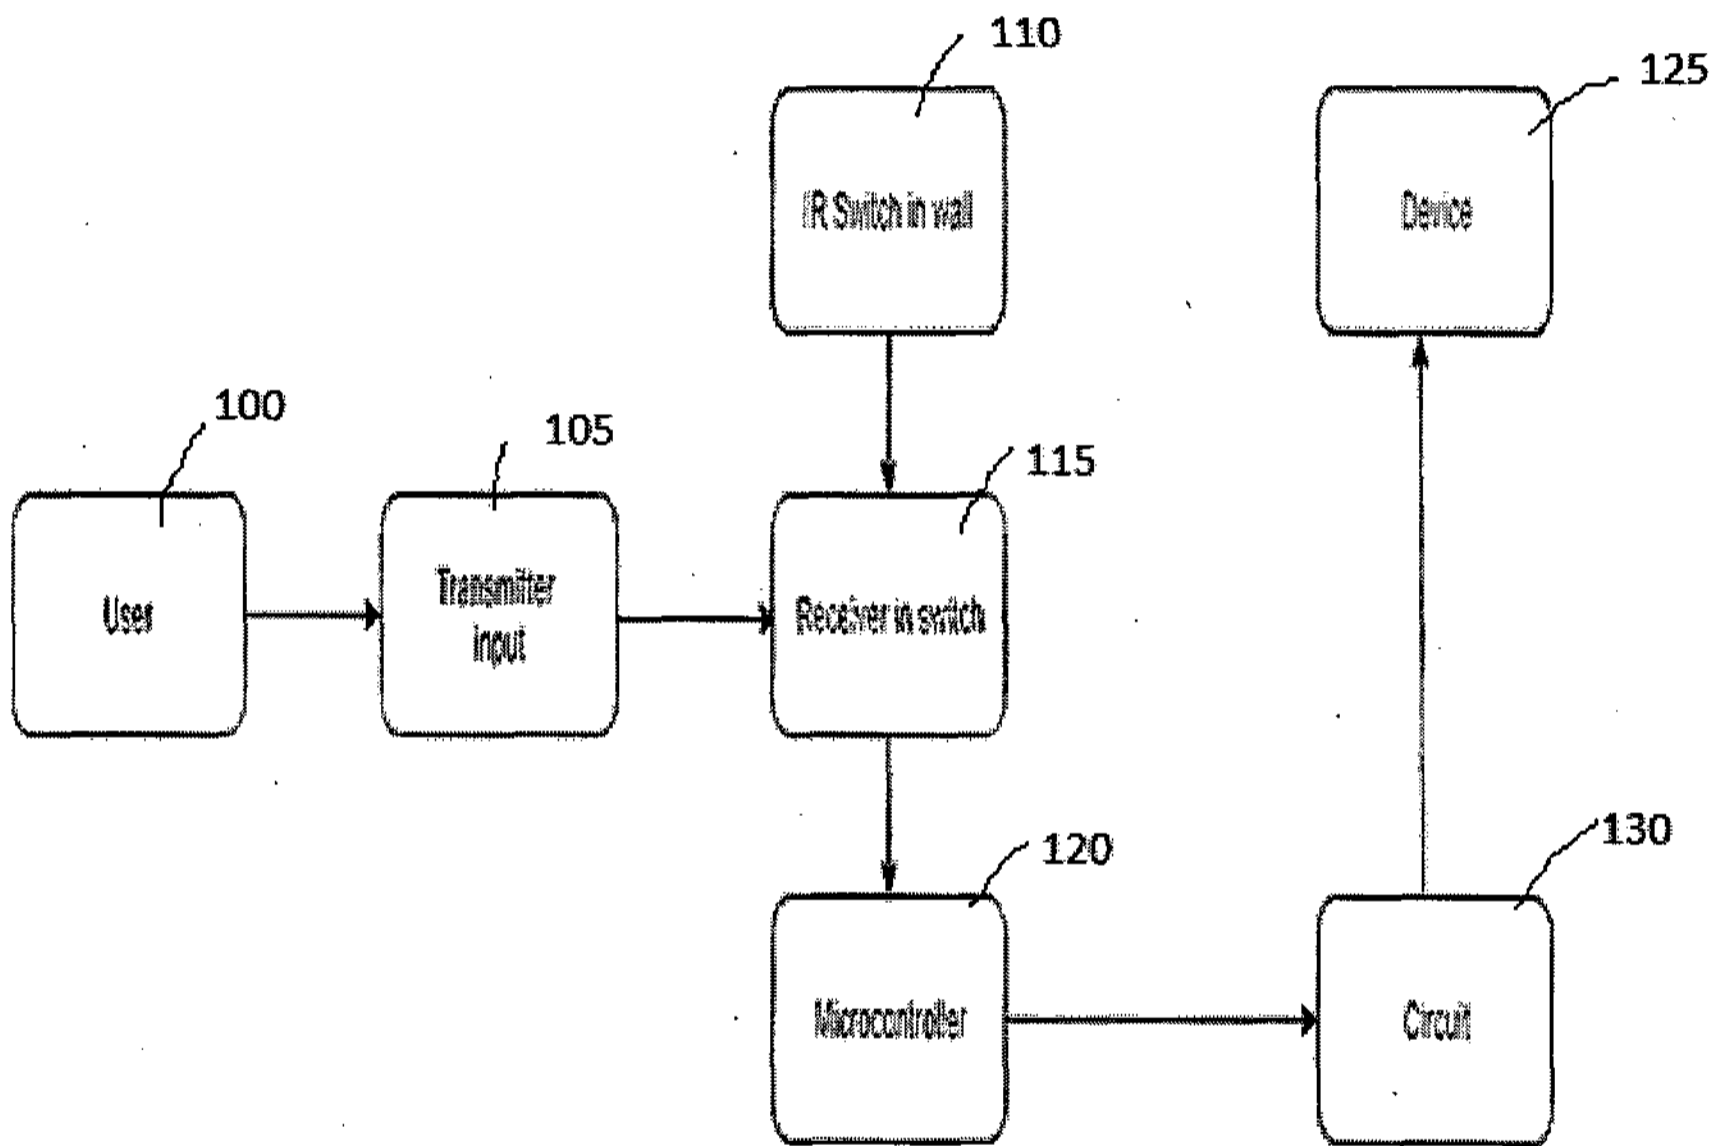 110
125
IR Switch in wall
Device
100
105
115
User
Transmitter
input
Receiver in switch
120
130
Microcontroller
Circuit